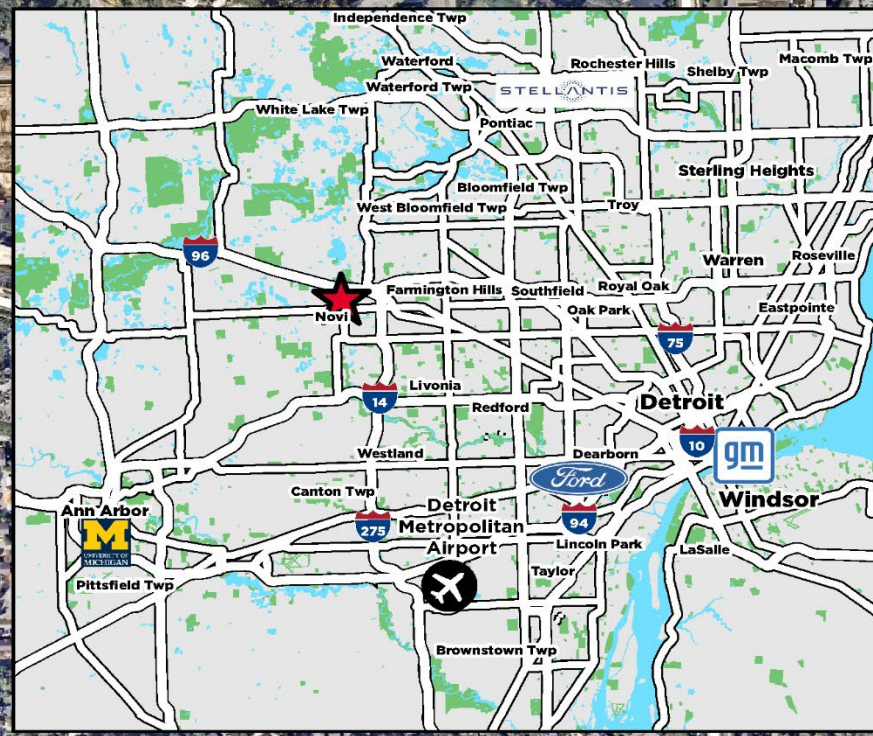 Independence Twp
Waterford
Rochester Hills
Macomb Twp
Shelby Twp
Waterford Twp
STELLANTIS
White Lake Twp
Pontiac
Sterling Heights
Bloomfield Twp
West Bloomfield Twp
Troy
96
Warren
Roseville
Farmington Hills
Southfield
Royal Oak
Novi
Oak Park
Eastpointe
75
Livonia
14
Redford
Detroit
10
gm
Westland
Dearborn
Ford
Canton Twp
Windsor
Ann Arbor
Detroit
Metropolitan
Airport
275
94
M
UNIVERSITY OF
MICHIGAN
Lincoln Park
LaSalle
Pittsfield Twp
Taylor
Brownstown Twp